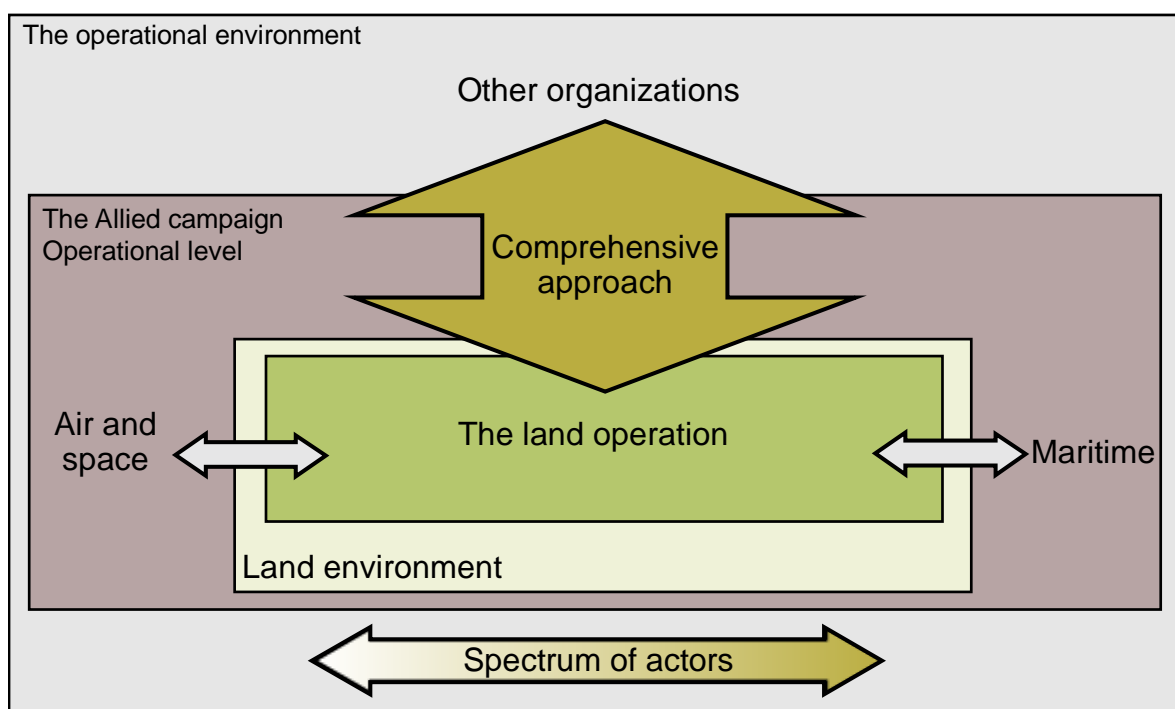 The operational environment
Other organizations
The Allied campaign
Operational level
Comprehensive
approach
Air and
space
The land operation
Maritime
Land environment
Spectrum of actors